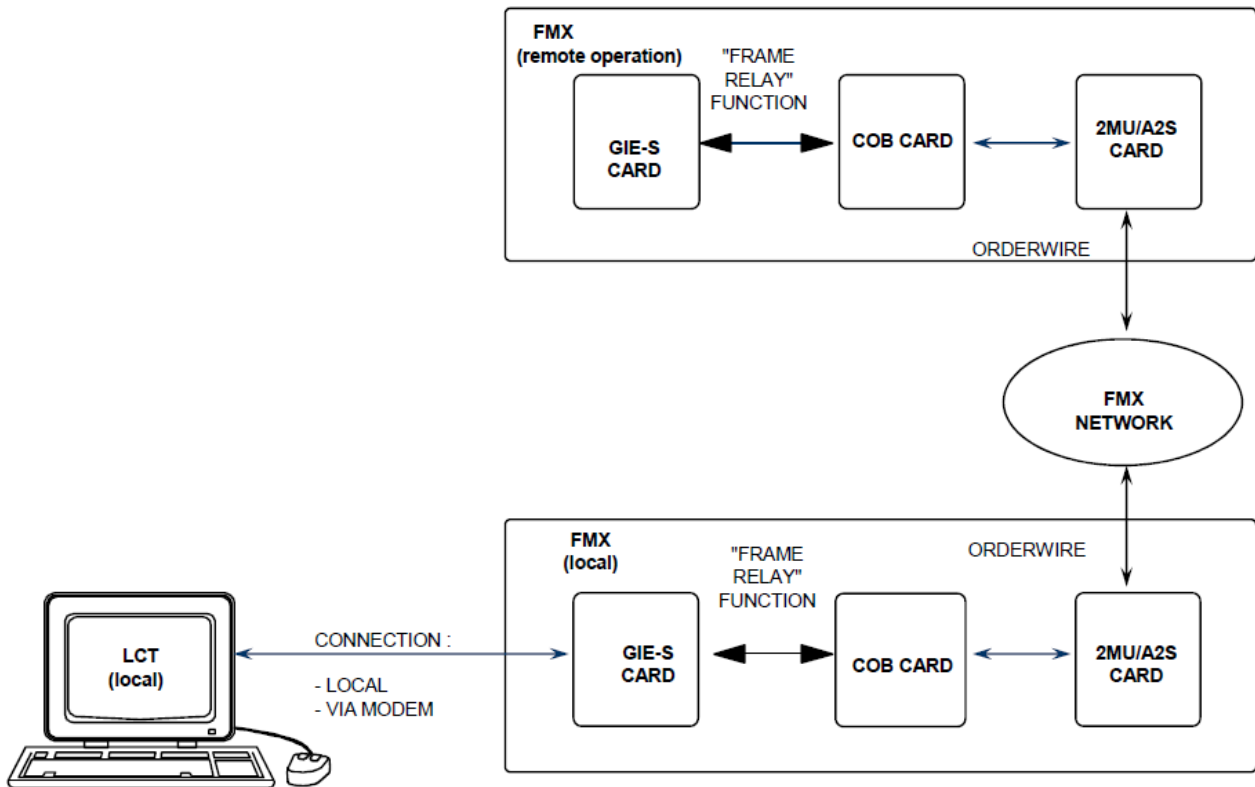 FMX
(remote operation)
"FRAME
RELAY"
FUNCTION
GIE-S
CARD
COB CARD
2MU/A2S
CARD
ORDERWIRE
FMX
NETWORK
FMX
(local)
"FRAME
RELAY"
FUNCTION
ORDERWIRE
LCT
(local)
CONNECTION :
- LOCAL
- VIA MODEM
GIE-S
CARD
COB CARD
2MU/A2S
CARD